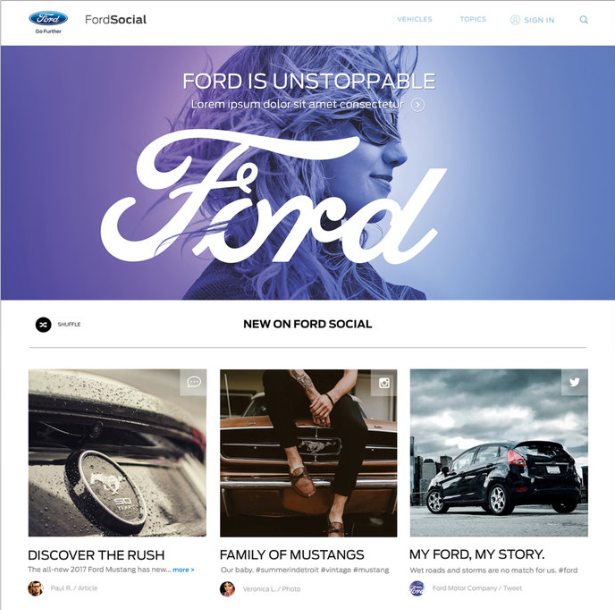 Ford
Go Further
FordSocial
VEHICLES
TOPICS
SIGN IN
FORD IS UNSTOPPABLE
Lorem ipsum dolor sit amet consectetur
Ford
SHUFFLE
NEW ON FORD SOCIAL
50
YEARS
DISCOVER THE RUSH
The all-new 2017 Ford Mustang has new... more >
Paul R. / Article
FAMILY OF MUSTANGS
Our baby. #summerindetroit #vintage #mustang
Veronica L. / Photo
MY FORD, MY STORY.
Wet roads and storms are no match for us. #ford
Ford Motor Company / Tweet